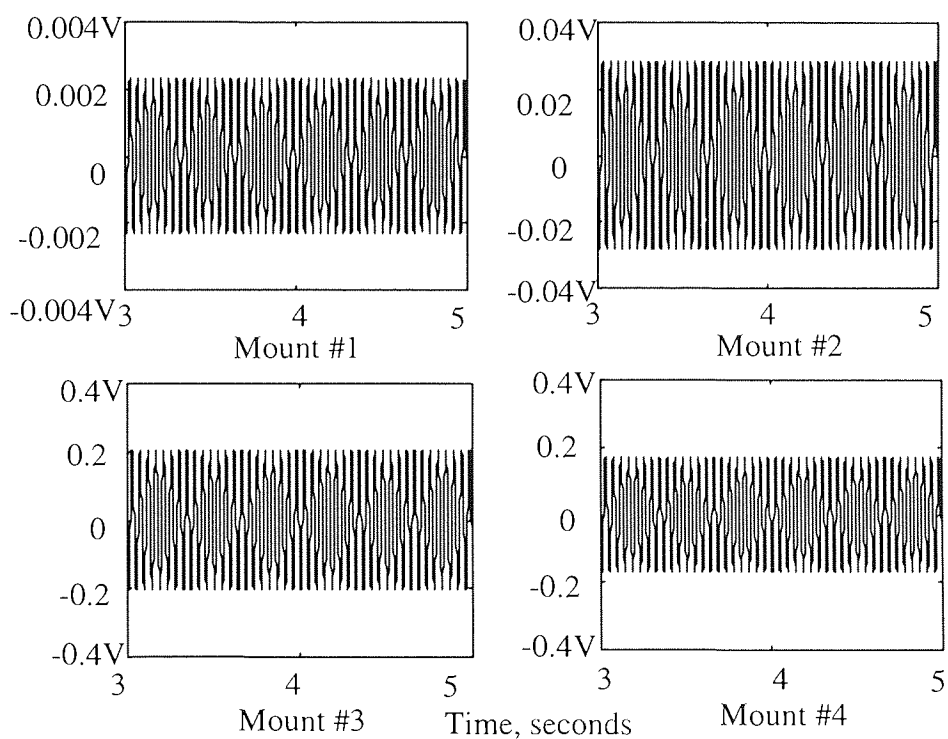 0.004V
0.002
0
-0.002
-0.004V
3 4 5
Mount #1
0.04V
0.02
0
-0.02
-0.04V
3 4 5
Mount #2
0.4V
0.2
0
-0.2
-0.4V
3 4 5
Mount #3
0.4V
0.2
0
-0.2
-0.4V
3 4 5
Mount #4
Time, seconds